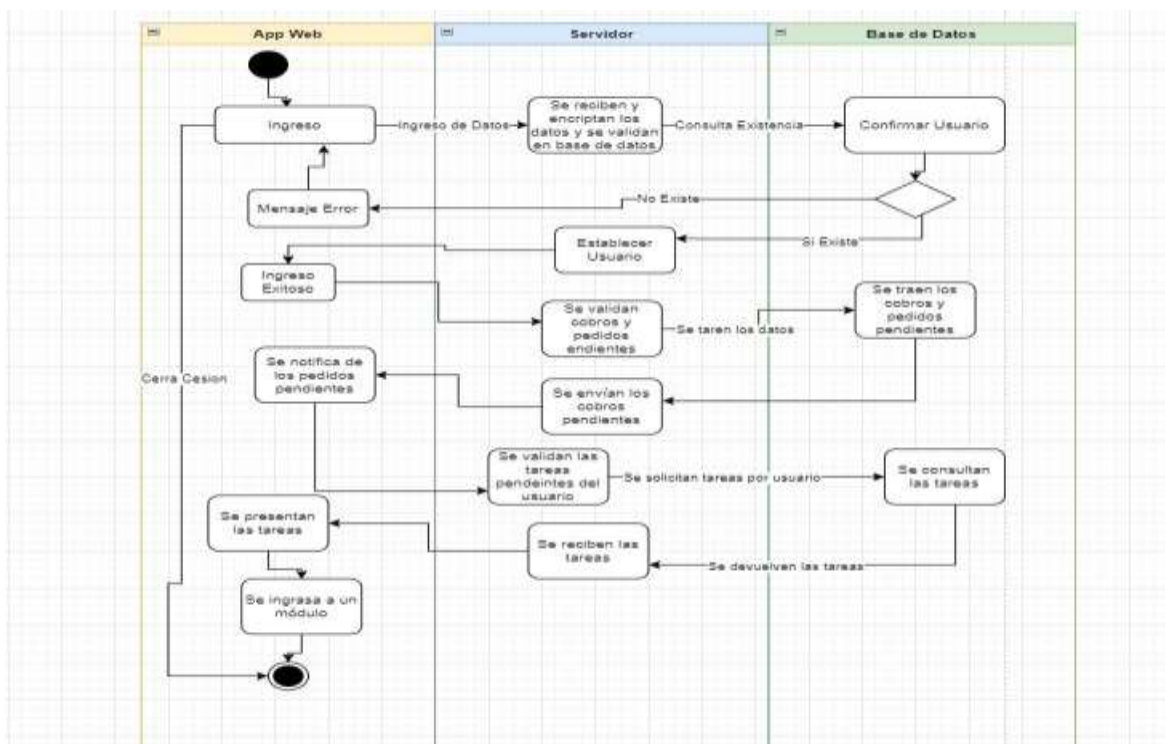 App Web
Servidor
Base de Datos
Ingreso
Ingreso de Datos
Se reciben y
encriptan los
datos y se validan
en base de datos
Consulta Existencia
Confirmar Usuario
No Existe
Mensaje Error
Si Existe
Establecer
Usuario
Ingreso
Exitoso
Se validan
cobros y
pedidos
endientes
Se taren los datos
Se traen los
cobros y
pedidos
pendientes
Se notifica de
los pedidos
pendientes
Cerra Cesion
Se envían los
cobros
pendientes
Se validan las
tareas
pendeintes del
usuario
Se solicitan tareas por usuario
Se consultan
las tareas
Se presentan
las tareas
Se reciben las
tareas
Se devuelven las tareas
Se ingrasa a un
módulo